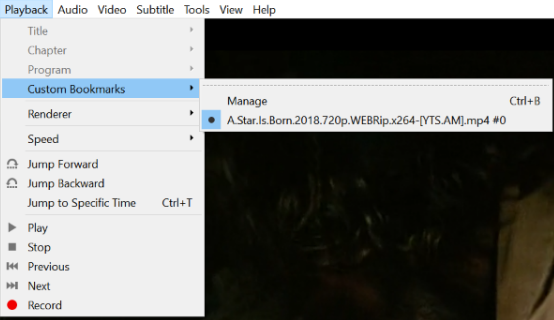 Playback Audio Video Subtitle Tools View Help
Title
Chapter
Program
Custom Bookmarks
Manage Ctrl+B
A.Star.Is.Born.2018.720p.WEBRip.x264-[YTS.AM].mp4 #0
Renderer
Speed
Jump Forward
Jump Backward
Jump to Specific Time Ctrl+T
Play
Stop
Previous
Next
Record